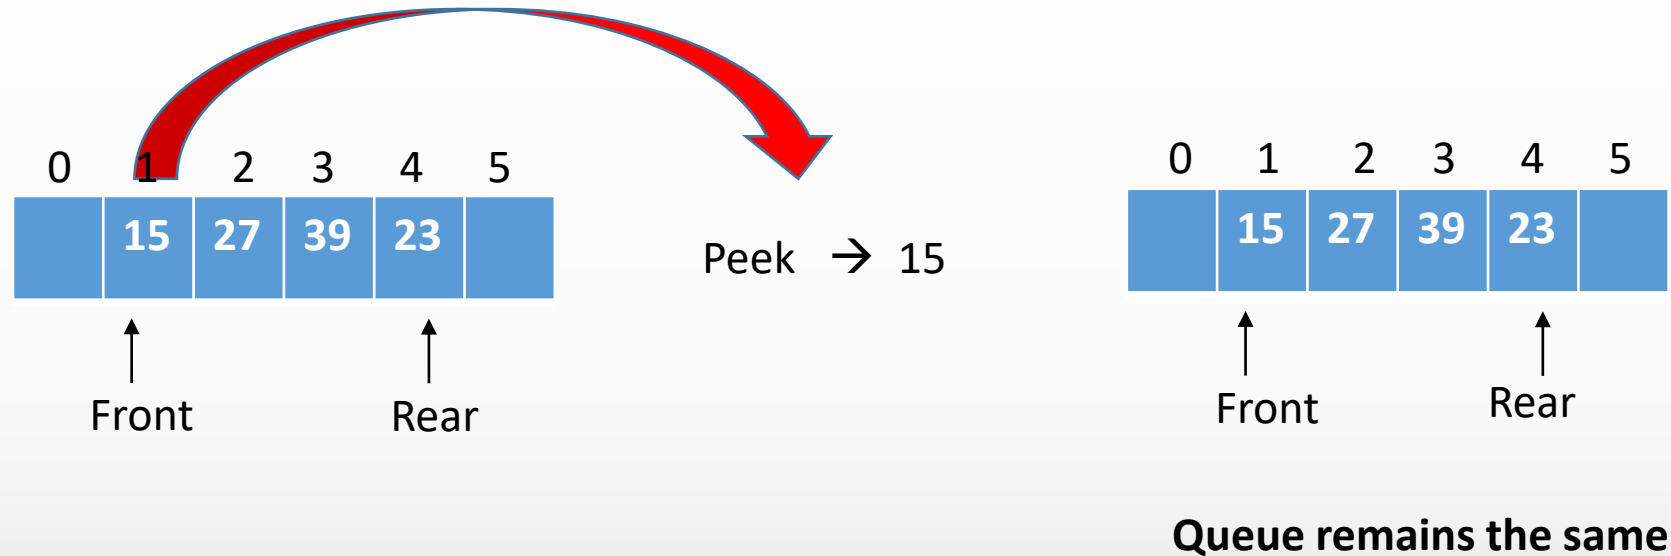 0 1 2 3 4 5
15 27 39 23
Front Rear
Peek → 15
0 1 2 3 4 5
15 27 39 23
Front Rear
Queue remains the same